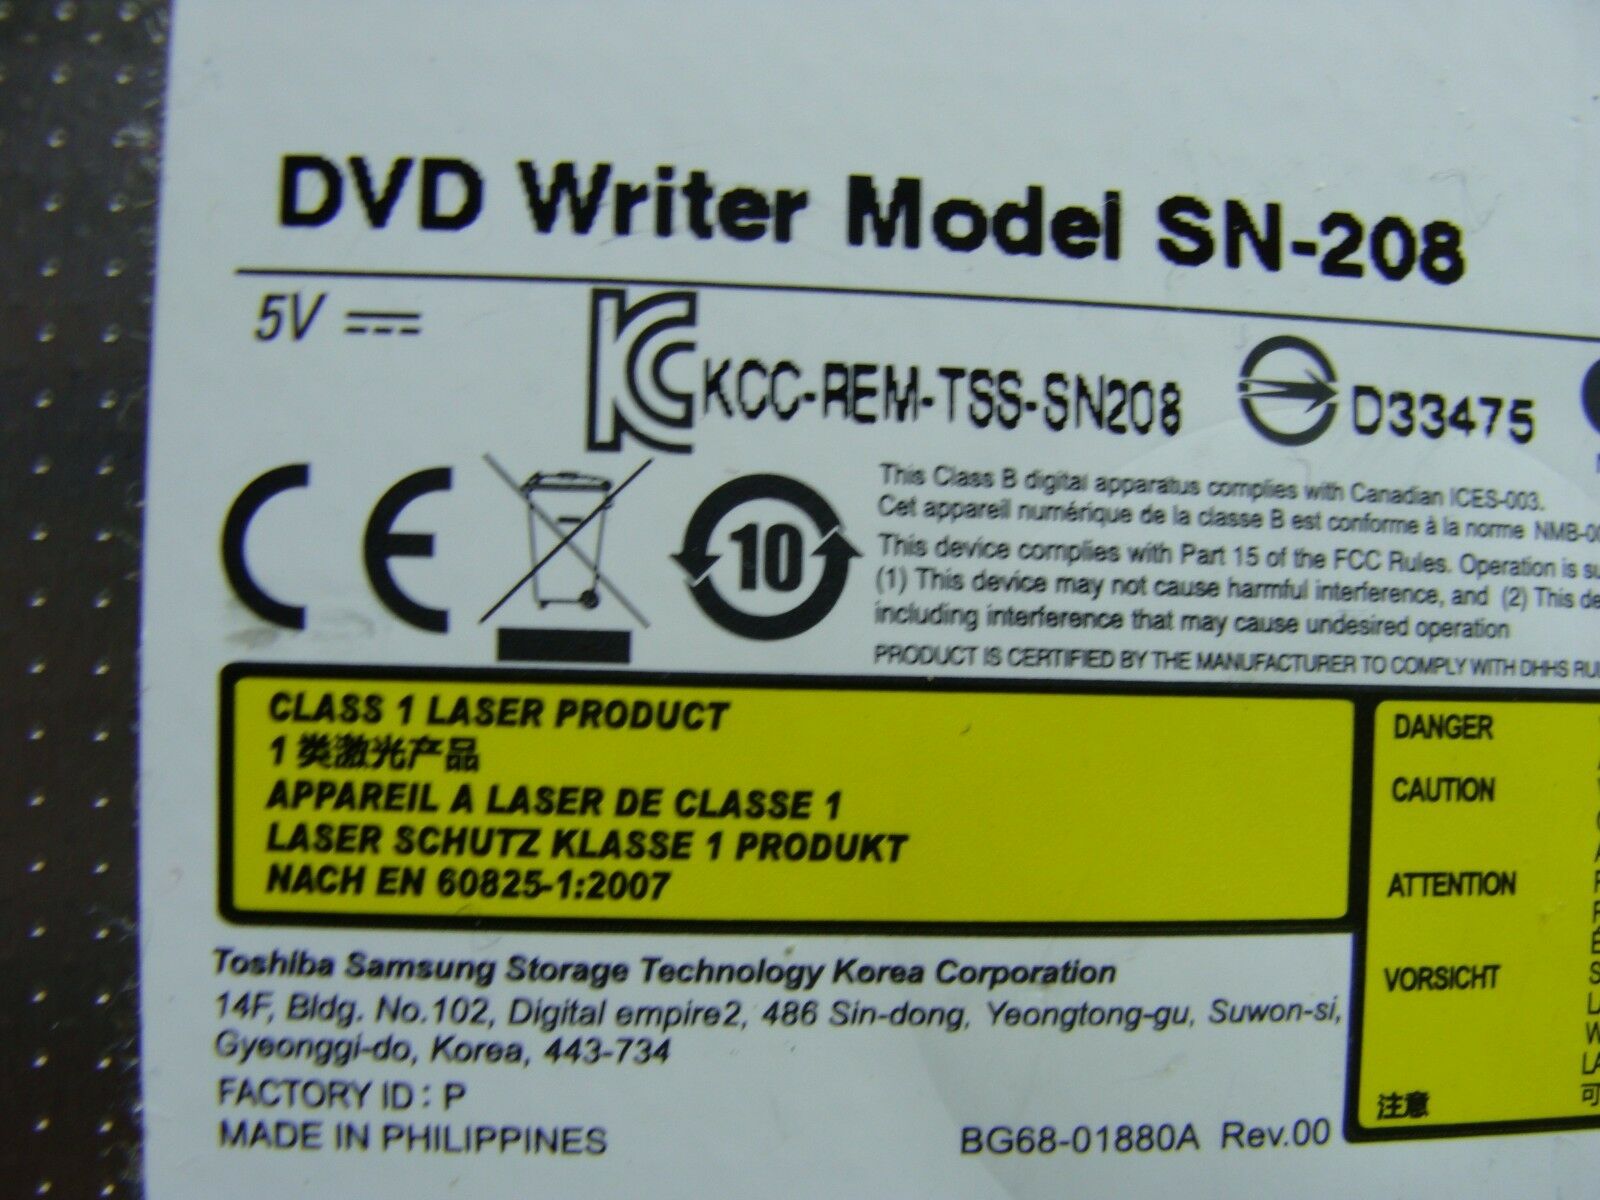 DVD Writer Model SN-208
5V
KCC-REM-TSS-SN208
D33475
CE
10
This Class B digital apparatus complies with Canadian ICES-003.
Cet appareil numérique de la classe B est conforme à la norme
This device complies with Part 15 of the FCC Rules. Operation is
(1) This device may not cause harmful interference, and (2) This
including interference that may cause undesired operation
PRODUCT IS CERTIFIED BY THE MANUFACTURER TO COMPLY WITH DHHS
CLASS 1 LASER PRODUCT
1 类激光产品
APPAREIL A LASER DE CLASSE 1
LASER SCHUTZ KLASSE 1 PRODUKT
NACH EN 60825-1:2007
DANGER
CAUTION
ATTENTION
VORSICHT
注意
Toshiba Samsung Storage Technology Korea Corporation
14F, Bldg. No.102, Digital empire2, 486 Sin-dong, Yeongtong-gu, Suwon-si,
Gyeonggi-do, Korea, 443-734
FACTORY ID : P
MADE IN PHILIPPINES
BG68-01880A Rev.00